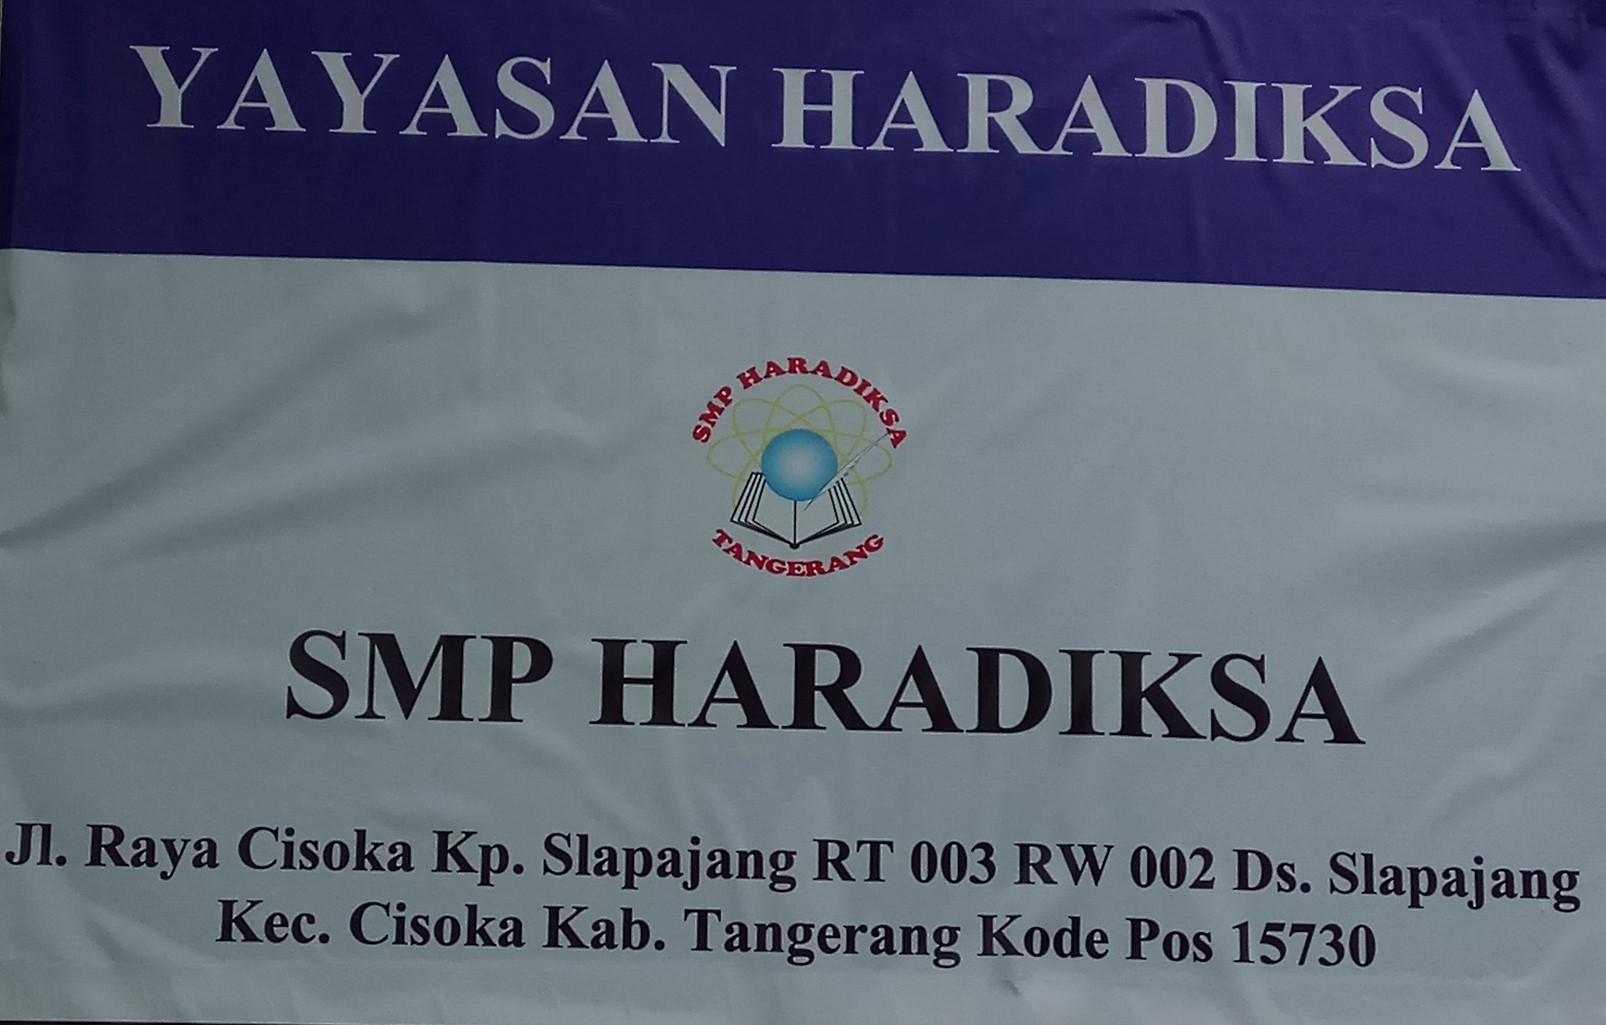 YAYASAN HARADIKSA
SMP HARADIKSA
TANGERANG
SMP HARADIKSA
Jl. Raya Cisoka Kp. Slapajang RT 003 RW 002 Ds. Slapajang
Kec. Cisoka Kab. Tangerang Kode Pos 15730